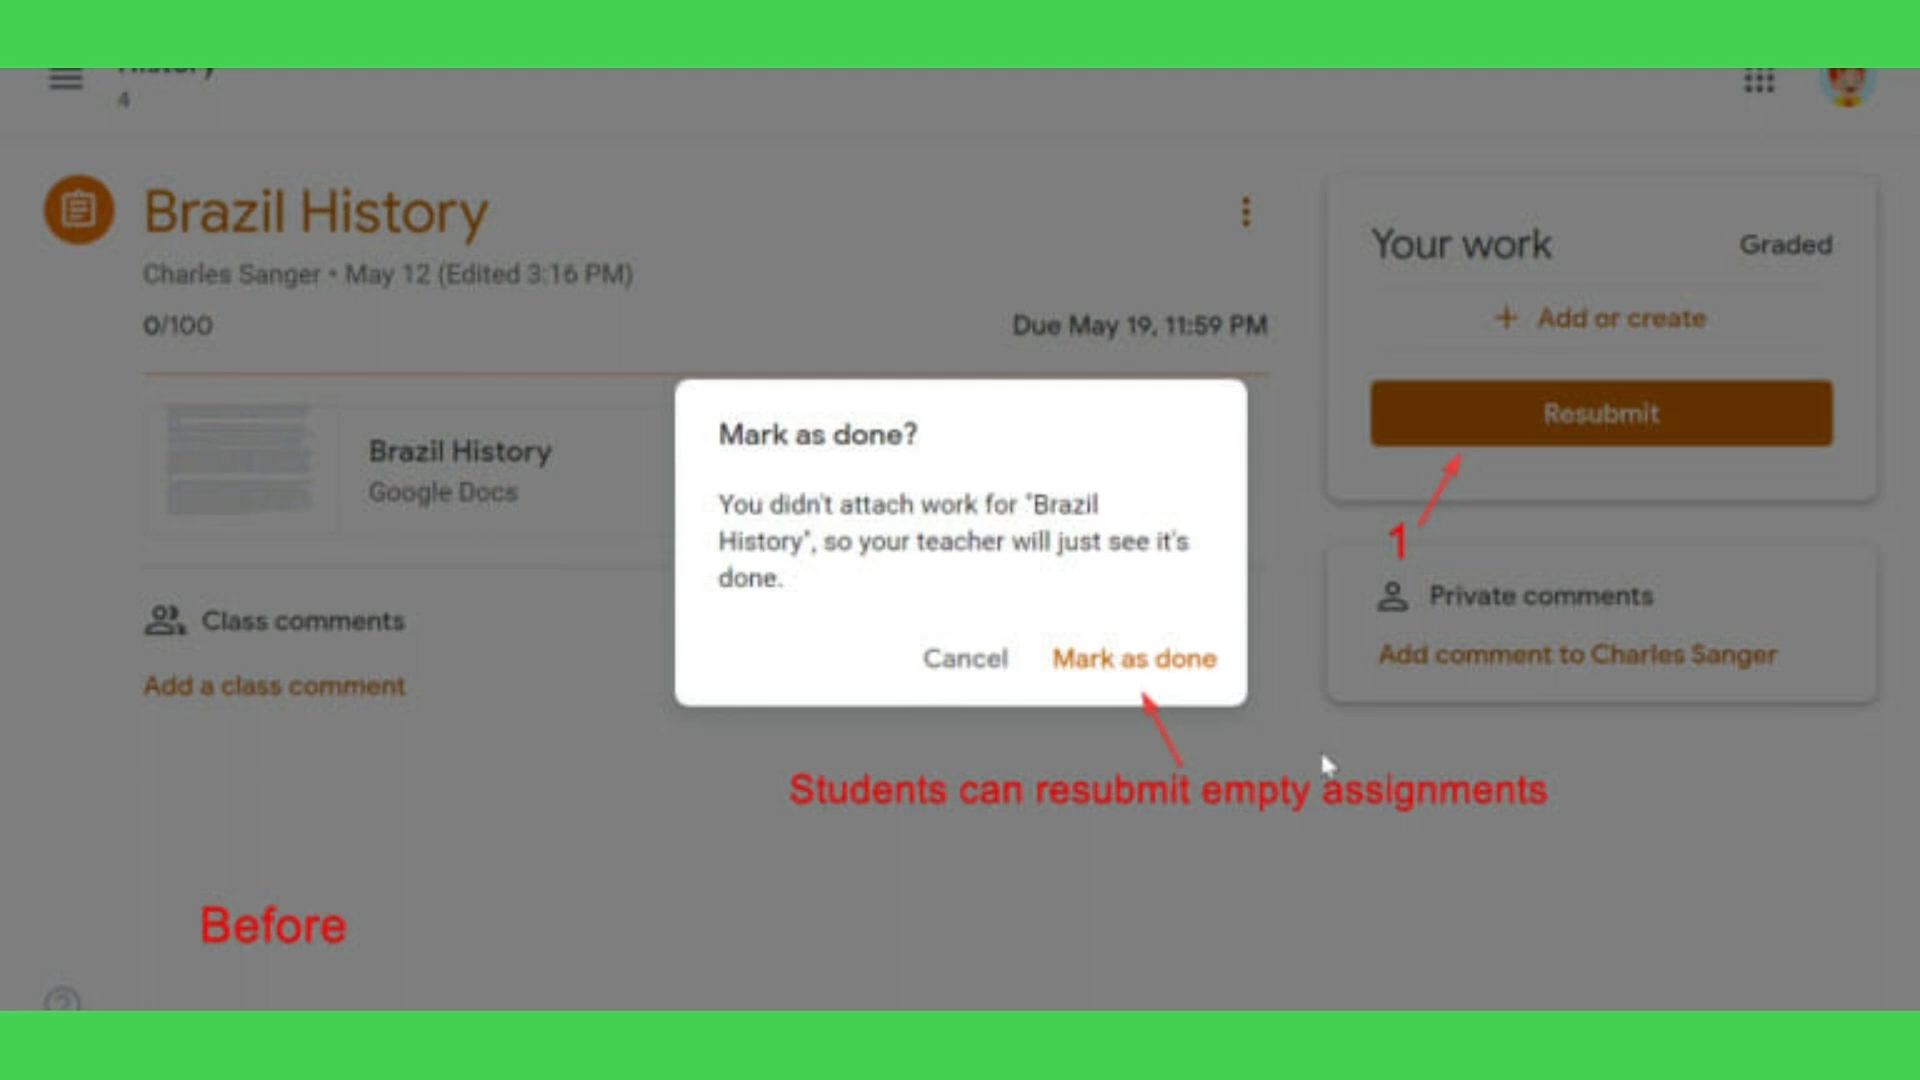 History
4
Brazil History
Charles Sanger • May 12 (Edited 3:16 PM)
0/100
Due May 19, 11:59 PM
Brazil History
Google Docs
Class comments
Add a class comment
Your work
Graded
+ Add or create
Resubmit
1
Private comments
Add comment to Charles Sanger
Mark as done?
You didn't attach work for "Brazil
History", so your teacher will just see it's
done.
Cancel
Mark as done
Students can resubmit empty assignments
Before